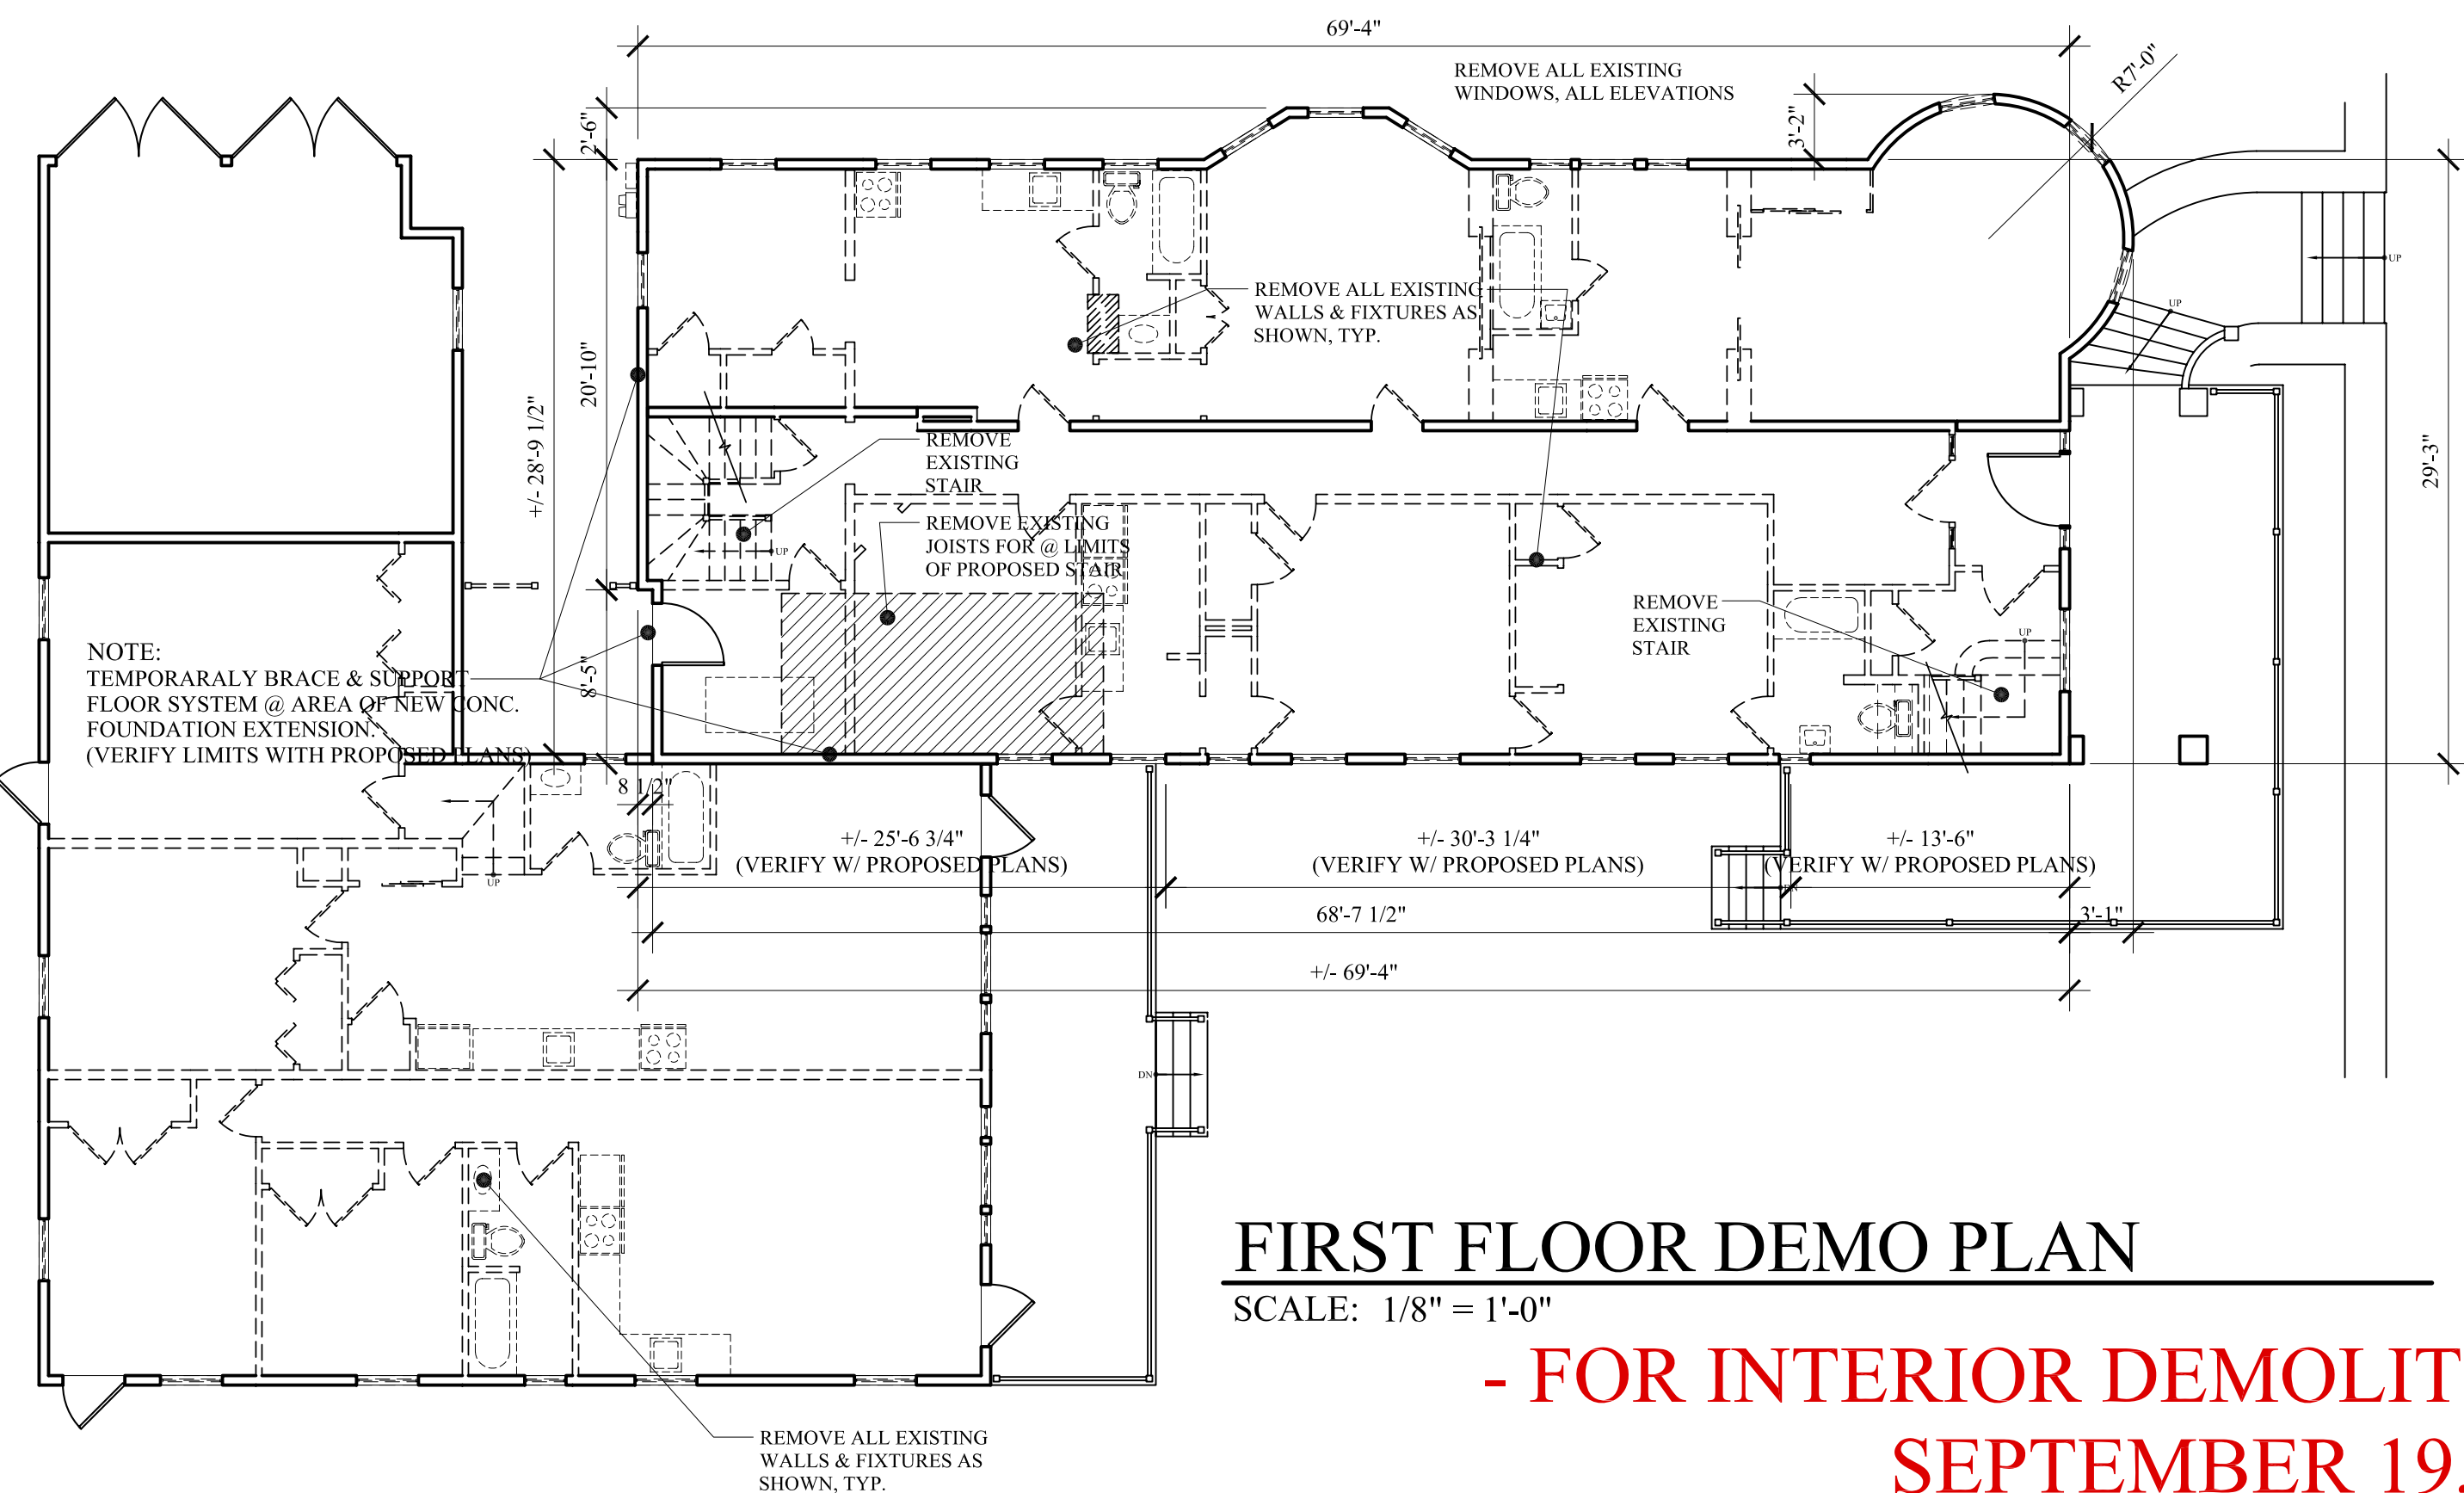 69'-4"
R7'-0"
REMOVE ALL EXISTING
WINDOWS, ALL ELEVATIONS
2'-6"
3'-2"
UP
REMOVE ALL EXISTING
WALLS & FIXTURES AS
SHOWN, TYP.
UP
20'-10"
+/- 28'-9 1/2"
29'-3"
REMOVE
EXISTING
STAIR
REMOVE EXISTING
JOISTS FOR @ LIMITS
OF PROPOSED STAIR
UP
REMOVE
EXISTING
STAIR
UP
NOTE:
TEMPORARALY BRACE & SUPPORT
FLOOR SYSTEM @ AREA OF NEW CONC.
FOUNDATION EXTENSION.
(VERIFY LIMITS WITH PROPOSED PLANS)
8'-5"
8 1/2"
+/- 25'-6 3/4"
(VERIFY W/ PROPOSED PLANS)
+/- 30'-3 1/4"
(VERIFY W/ PROPOSED PLANS)
+/- 13'-6"
(VERIFY W/ PROPOSED PLANS)
UP
DN
68'-7 1/2"
3'-1"
+/- 69'-4"
DN
FIRST FLOOR DEMO PLAN
SCALE: 1/8" = 1'-0"
- FOR INTERIOR DEMOLIT
SEPTEMBER 19,
REMOVE ALL EXISTING
WALLS & FIXTURES AS
SHOWN, TYP.